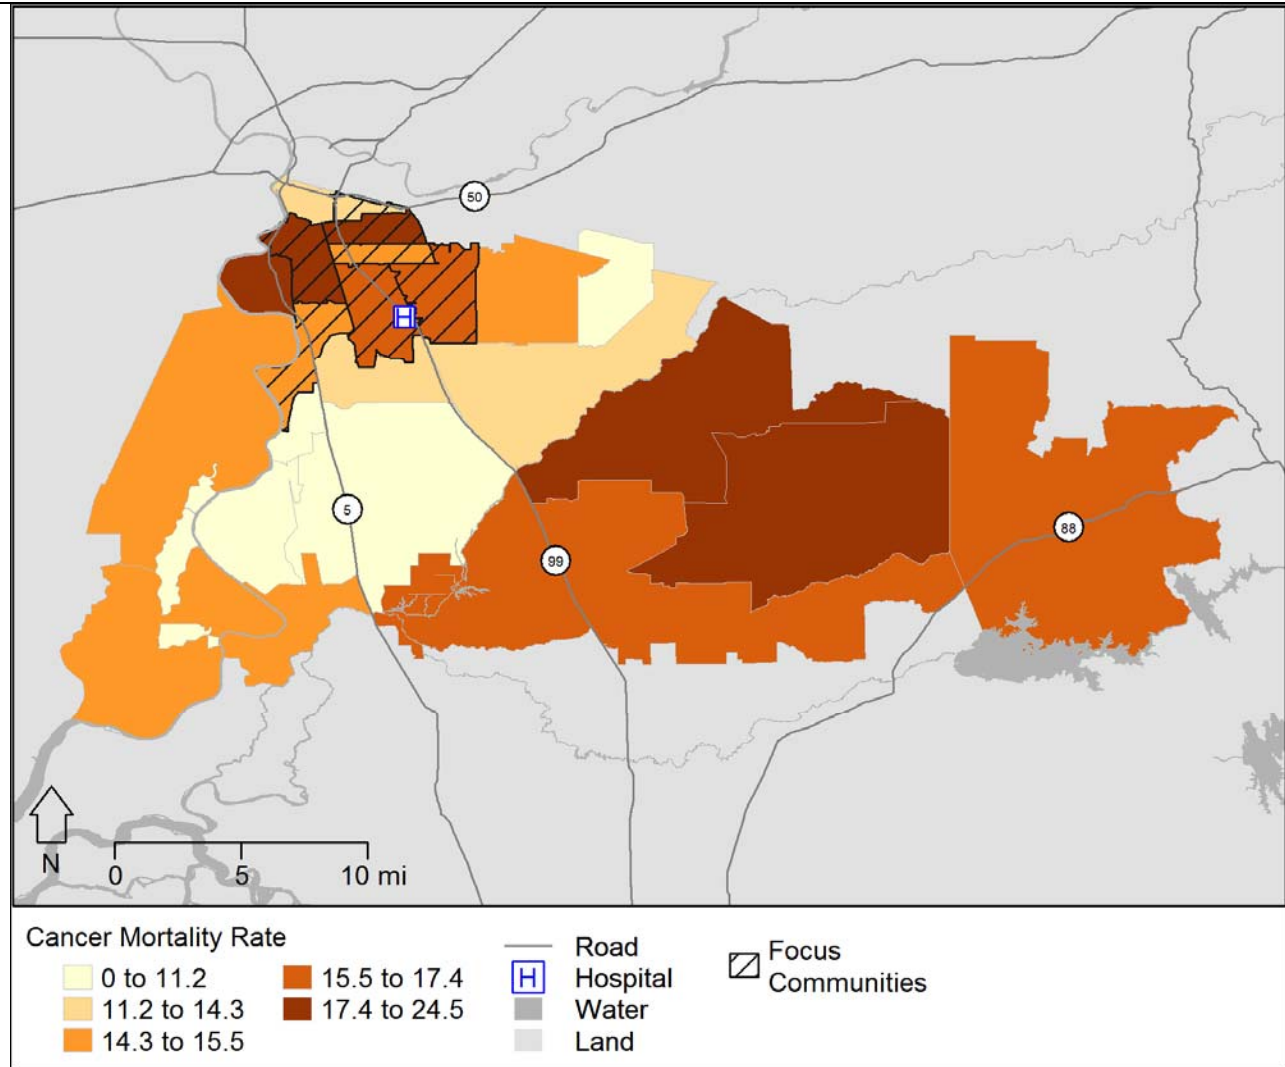 50
H
5
99
88
N
0 5 10 mi
Cancer Mortality Rate
0 to 11.2
11.2 to 14.3
14.3 to 15.5
15.5 to 17.4
17.4 to 24.5
Road
H Hospital
Water
Land
Focus
Communities